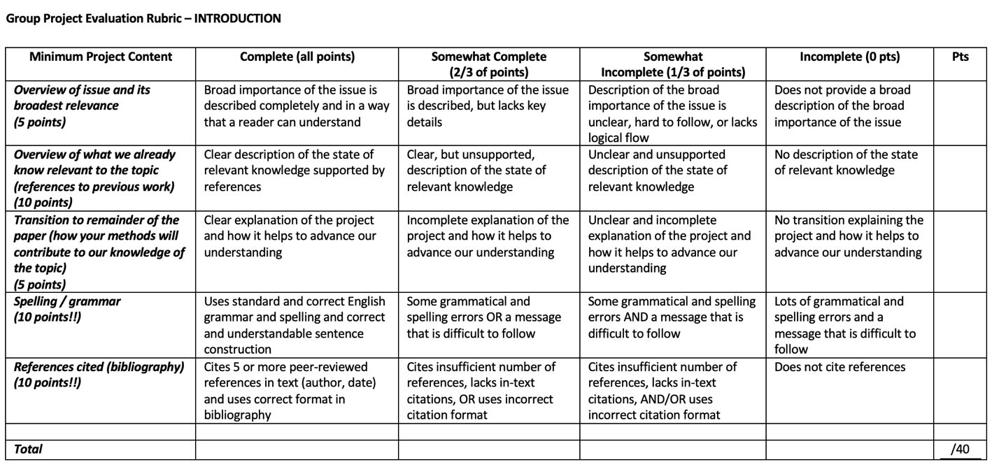 Group Project Evaluation Rubric – INTRODUCTION
Minimum Project Content
Complete (all points)
Somewhat Complete
(2/3 of points)
Somewhat
Incomplete (1/3 of points)
Incomplete (0 pts)
Pts
Overview of issue and its
broadest relevance
(5 points)
Broad importance of the issue is
described completely and in a way
that a reader can understand
Broad importance of the issue
is described, but lacks key
details
Description of the broad
importance of the issue is
unclear, hard to follow, or lacks
logical flow
Does not provide a broad
description of the broad
importance of the issue
Overview of what we already
know relevant to the topic
(references to previous work)
(10 points)
Clear description of the state of
relevant knowledge supported by
references
Clear, but unsupported,
description of the state of
relevant knowledge
Unclear and unsupported
description of the state of
relevant knowledge
No description of the state
of relevant knowledge
Transition to remainder of the
paper (how your methods will
contribute to our knowledge of
the topic)
(5 points)
Clear explanation of the project
and how it helps to advance our
understanding
Incomplete explanation of the
project and how it helps to
advance our understanding
Unclear and incomplete
explanation of the project and
how it helps to advance our
understanding
No transition explaining the
project and how it helps to
advance our understanding
Spelling / grammar
(10 points!!)
Uses standard and correct English
grammar and spelling and correct
and understandable sentence
construction
Some grammatical and
spelling errors OR a message
that is difficult to follow
Some grammatical and spelling
errors AND a message that is
difficult to follow
Lots of grammatical and
spelling errors and a
message that is difficult to
follow
References cited (bibliography)
(10 points!!)
Cites 5 or more peer-reviewed
references in text (author, date)
and uses correct format in
bibliography
Cites insufficient number of
references, lacks in-text
citations, OR uses incorrect
citation format
Cites insufficient number of
references, lacks in-text
citations, AND/OR uses
incorrect citation format
Does not cite references
Total
/40